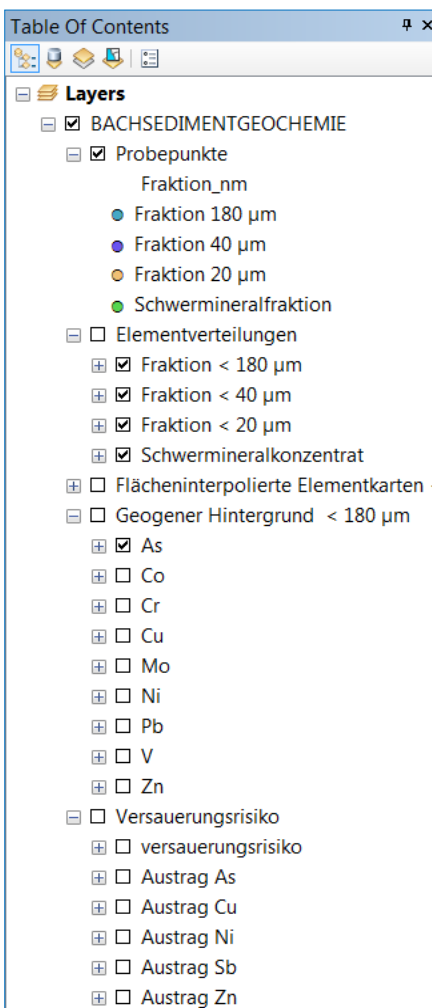 Table Of Contents
Layers
BACHSEDIMENTGEOCHEMIE
Probepunkte
Fraktion_nm
Fraktion 180 µm
Fraktion 40 µm
Fraktion 20 µm
Schwermineralfraktion
Elementverteilungen
Fraktion < 180 µm
Fraktion < 40 µm
Fraktion < 20 µm
Schwermineralkonzentrat
Flächeninterpolierte Elementkarten
Geogener Hintergrund < 180 µm
As
Co
Cr
Cu
Mo
Ni
Pb
V
Zn
Versauerungsrisiko
versauerungsrisiko
Austrag As
Austrag Cu
Austrag Ni
Austrag Sb
Austrag Zn